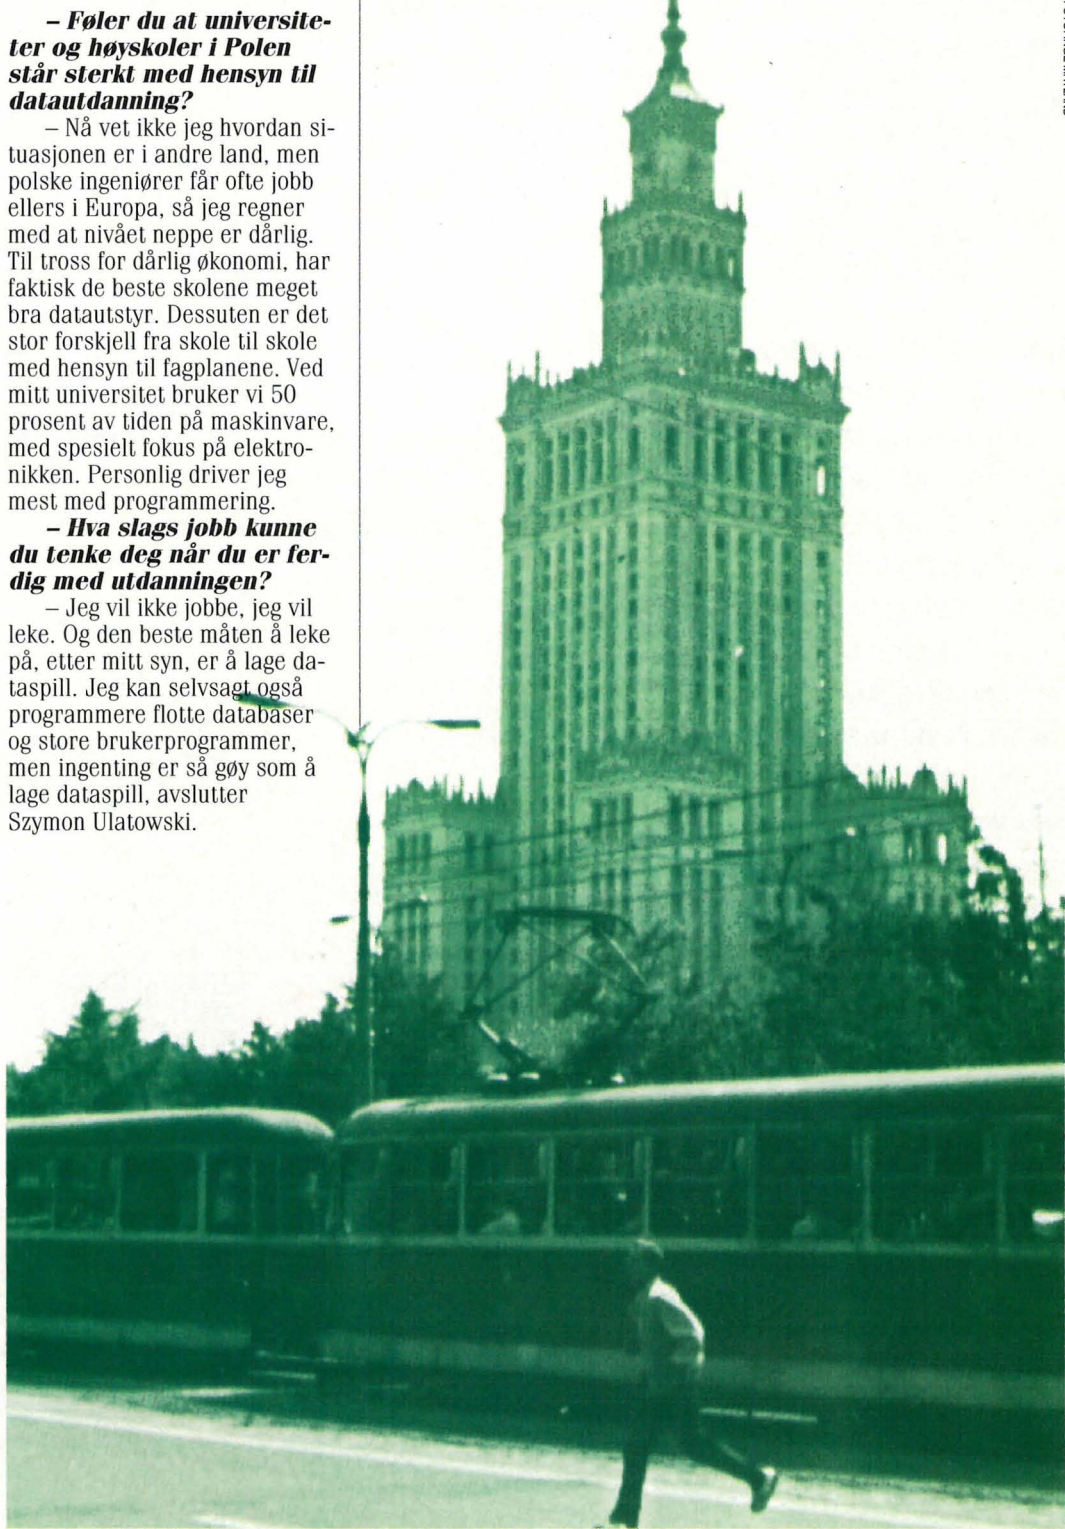 – Føler du at universite-
ter og høyskoler i Polen
står sterkt med hensyn til
datautdanning?
– Nå vet ikke jeg hvordan si-
tuasjonen er i andre land, men
polske ingeniører får ofte jobb
ellers i Europa, så jeg regner
med at nivået neppe er dårlig.
Til tross for dårlig økonomi, har
faktisk de beste skolene meget
bra datautstyr. Dessuten er det
stor forskjell fra skole til skole
med hensyn til fagplanene. Ved
mitt universitet bruker vi 50
prosent av tiden på maskinvare,
med spesielt fokus på elektro-
nikken. Personlig driver jeg
mest med programmering.
– Hva slags jobb kunne
du tenke deg når du er fer-
dig med utdanningen?
– Jeg vil ikke jobbe, jeg vil
leke. Og den beste måten å leke
på, etter mitt syn, er å lage da-
taspill. Jeg kan selvsagt også
programmere flotte databaser
og store brukerprogrammer,
men ingenting er så gøy som å
lage dataspill, avslutter
Szymon Ulatowski.